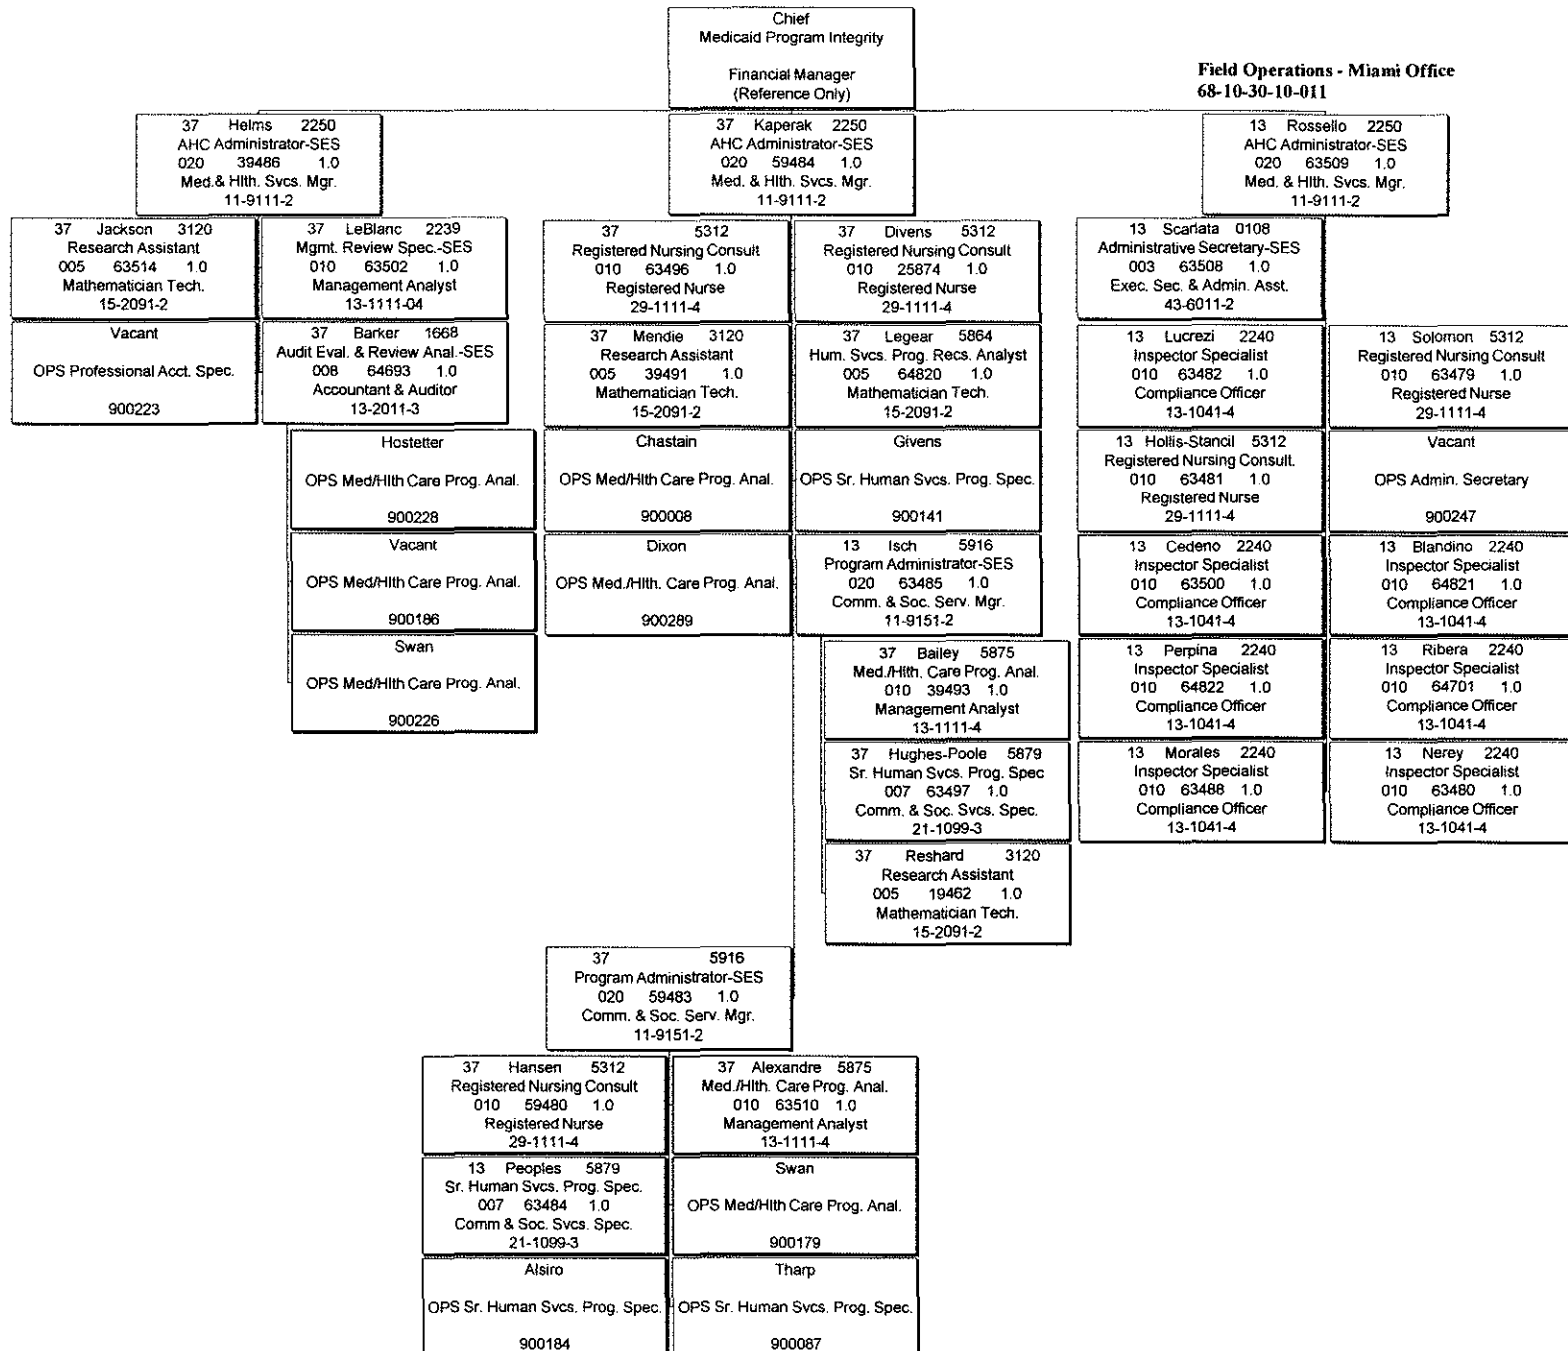 Chief
Medicaid Program Integrity
Financial Manager
(Reference Only)
Field Operations - Miami Office
68-10-30-10-011
37 Helms 2250
AHC Administrator-SES
020 39486 1.0
Med.& Hlth. Svcs. Mgr.
11-9111-2
37 Kaperak 2250
AHC Administrator-SES
020 59484 1.0
Med. & Hlth. Svcs. Mgr.
11-9111-2
13 Rossello 2250
AHC Administrator-SES
020 63509 1.0
Med. & Hlth. Svcs. Mgr.
11-9111-2
37 Jackson 3120
Research Assistant
005 63514 1.0
Mathematician Tech.
15-2091-2
37 LeBlanc 2239
Mgmt. Review Spec.-SES
010 63502 1.0
Management Analyst
13-1111-04
37 5312
Registered Nursing Consult
010 63496 1.0
Registered Nurse
29-1111-4
37 Divens 5312
Registered Nursing Consult
010 25874 1.0
Registered Nurse
29-1111-4
13 Scarlata 0108
Administrative Secretary-SES
003 63508 1.0
Exec. Sec. & Admin. Asst.
43-6011-2
Vacant
OPS Professional Acct. Spec.
900223
37 Barker 1668
Audit Eval. & Review Anal.-SES
008 64693 1.0
Accountant & Auditor
13-2011-3
37 Mendie 3120
Research Assistant
005 39491 1.0
Mathematician Tech.
15-2091-2
37 Legear 5864
Hum. Svcs. Prog. Recs. Analyst
005 64820 1.0
Mathematician Tech.
15-2091-2
13 Lucrezi 2240
Inspector Specialist
010 63482 1.0
Compliance Officer
13-1041-4
13 Solomon 5312
Registered Nursing Consult
010 63479 1.0
Registered Nurse
29-1111-4
Hostetter
OPS Med/Hlth Care Prog. Anal.
900228
Chastain
OPS Med/Hlth Care Prog. Anal.
900008
Givens
OPS Sr. Human Svcs. Prog. Spec.
900141
13 Hollis-Stancil 5312
Registered Nursing Consult.
010 63481 1.0
Registered Nurse
29-1111-4
Vacant
OPS Admin. Secretary
900247
Vacant
OPS Med/Hlth Care Prog. Anal.
900186
Dixon
OPS Med./Hlth. Care Prog. Anal.
900289
13 Isch 5916
Program Administrator-SES
020 63485 1.0
Comm. & Soc. Serv. Mgr.
11-9151-2
13 Cedeno 2240
Inspector Specialist
010 63500 1.0
Compliance Officer
13-1041-4
13 Blandino 2240
Inspector Specialist
010 64821 1.0
Compliance Officer
13-1041-4
Swan
OPS Med/Hlth Care Prog. Anal.
900226
37 Bailey 5875
Med./Hlth. Care Prog. Anal.
010 39493 1.0
Management Analyst
13-1111-4
13 Perpina 2240
Inspector Specialist
010 64822 1.0
Compliance Officer
13-1041-4
13 Ribera 2240
Inspector Specialist
010 64701 1.0
Compliance Officer
13-1041-4
37 Hughes-Poole 5879
Sr. Human Svcs. Prog. Spec
007 63497 1.0
Comm. & Soc. Svcs. Spec.
21-1099-3
13 Morales 2240
Inspector Specialist
010 63488 1.0
Compliance Officer
13-1041-4
13 Nerey 2240
Inspector Specialist
010 63480 1.0
Compliance Officer
13-1041-4
37 Reshard 3120
Research Assistant
005 19462 1.0
Mathematician Tech.
15-2091-2
37 5916
Program Administrator-SES
020 59483 1.0
Comm. & Soc. Serv. Mgr.
11-9151-2
37 Hansen 5312
Registered Nursing Consult
010 59480 1.0
Registered Nurse
29-1111-4
37 Alexandre 5875
Med./Hlth. Care Prog. Anal.
010 63510 1.0
Management Analyst
13-1111-4
13 Peoples 5879
Sr. Human Svcs. Prog. Spec.
007 63484 1.0
Comm & Soc. Svcs. Spec.
21-1099-3
Swan
OPS Med/Hlth Care Prog. Anal.
900179
Alsiro
OPS Sr. Human Svcs. Prog. Spec.
900184
Tharp
OPS Sr. Human Svcs. Prog. Spec.
900087